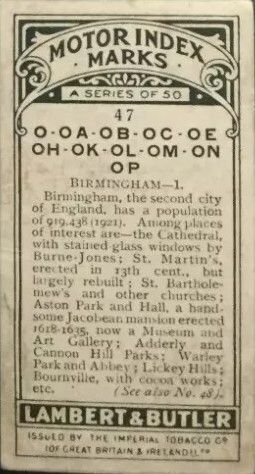 MOTOR INDEX
MARKS
A SERIES OF 50
47
O-OA-OB-OC-OE
OH-OK-OL-OM-ON
OP
BIRMINGHAM—1.
Birmingham, the second city
of England, has a population
of 919,438 (1921). Among places
of interest are—the Cathedral,
with stained-glass windows by
Burne-Jones; St. Martin's,
erected in 13th cent., but
largely rebuilt; St. Bartholo-
mew's and other churches;
Aston Park and Hall, a hand-
some Jacobean mansion erected
1618-1635, now a Museum and
Art Gallery; Adderly and
Cannon Hill Parks; Warley
Park and Abbey; Lickey Hills;
Bournville, with cocoa works;
etc. (See also No. 48).
LAMBERT & BUTLER
ISSUED BY THE IMPERIAL TOBACCO CO
(OF GREAT BRITAIN & IRELAND) LTD